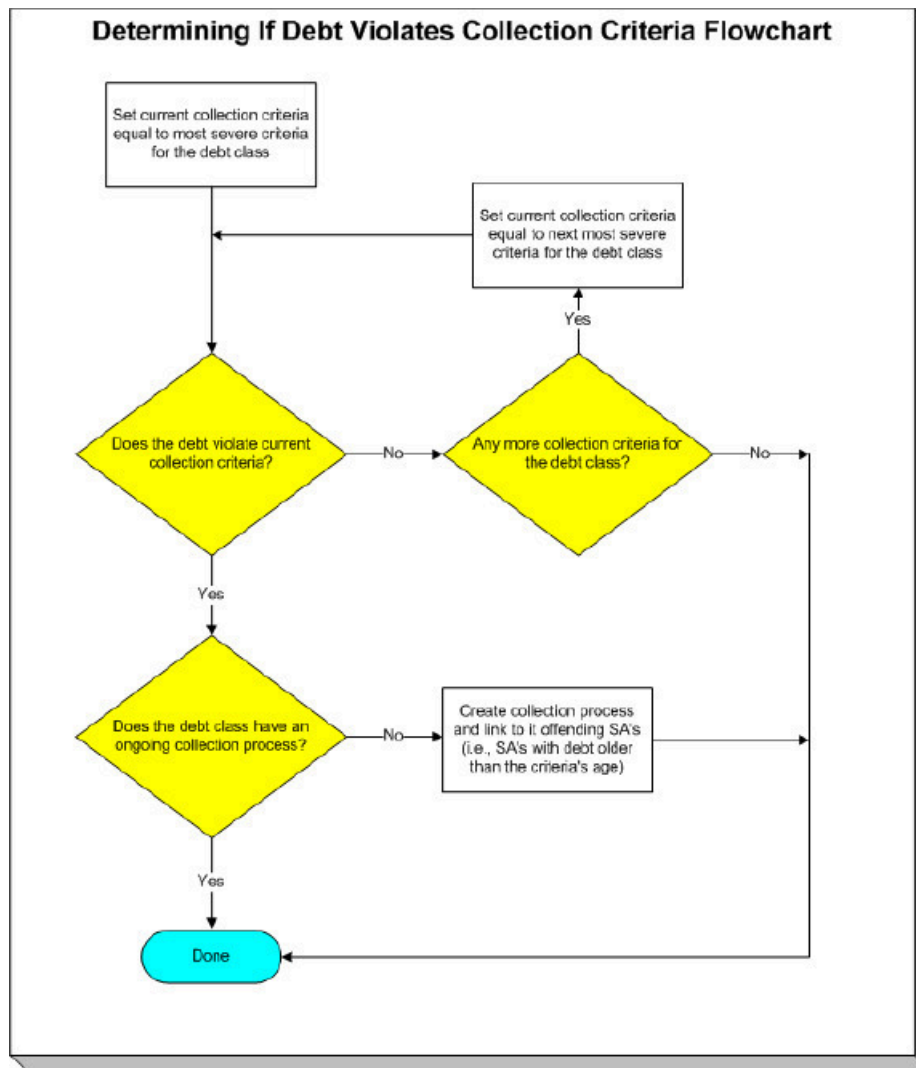 Determining If Debt Violates Collection Criteria Flowchart
Set current collection criteria
equal to most severe criteria
for the debt class
Set current collection criteria
equal to next most severe
criteria for the debt class
Yes
Does the debt violate current
collection criteria?
No
Any more collection criteria for
the debt class?
No
Yes
Does the debt class have an
ongoing collection process?
No
Create collection process
and link to it offending SA's
(i.e., SA's with debt older
than the criteria's age)
Yes
Done